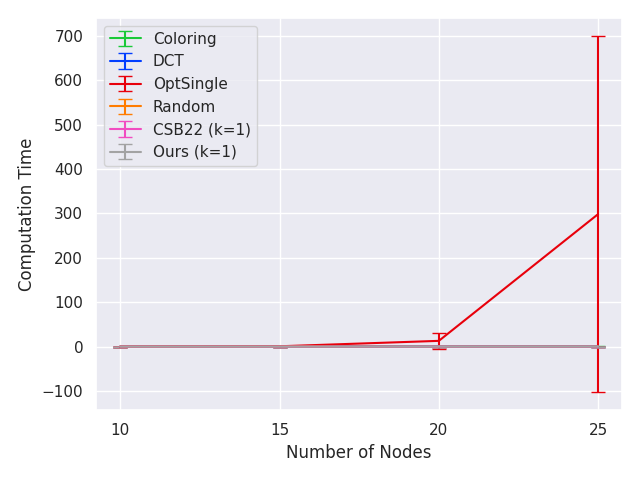 700
600
500
400
300
200
100
0
−100
Computation Time
Coloring
DCT
OptSingle
Random
CSB22 (k=1)
Ours (k=1)
10 15 20 25
Number of Nodes